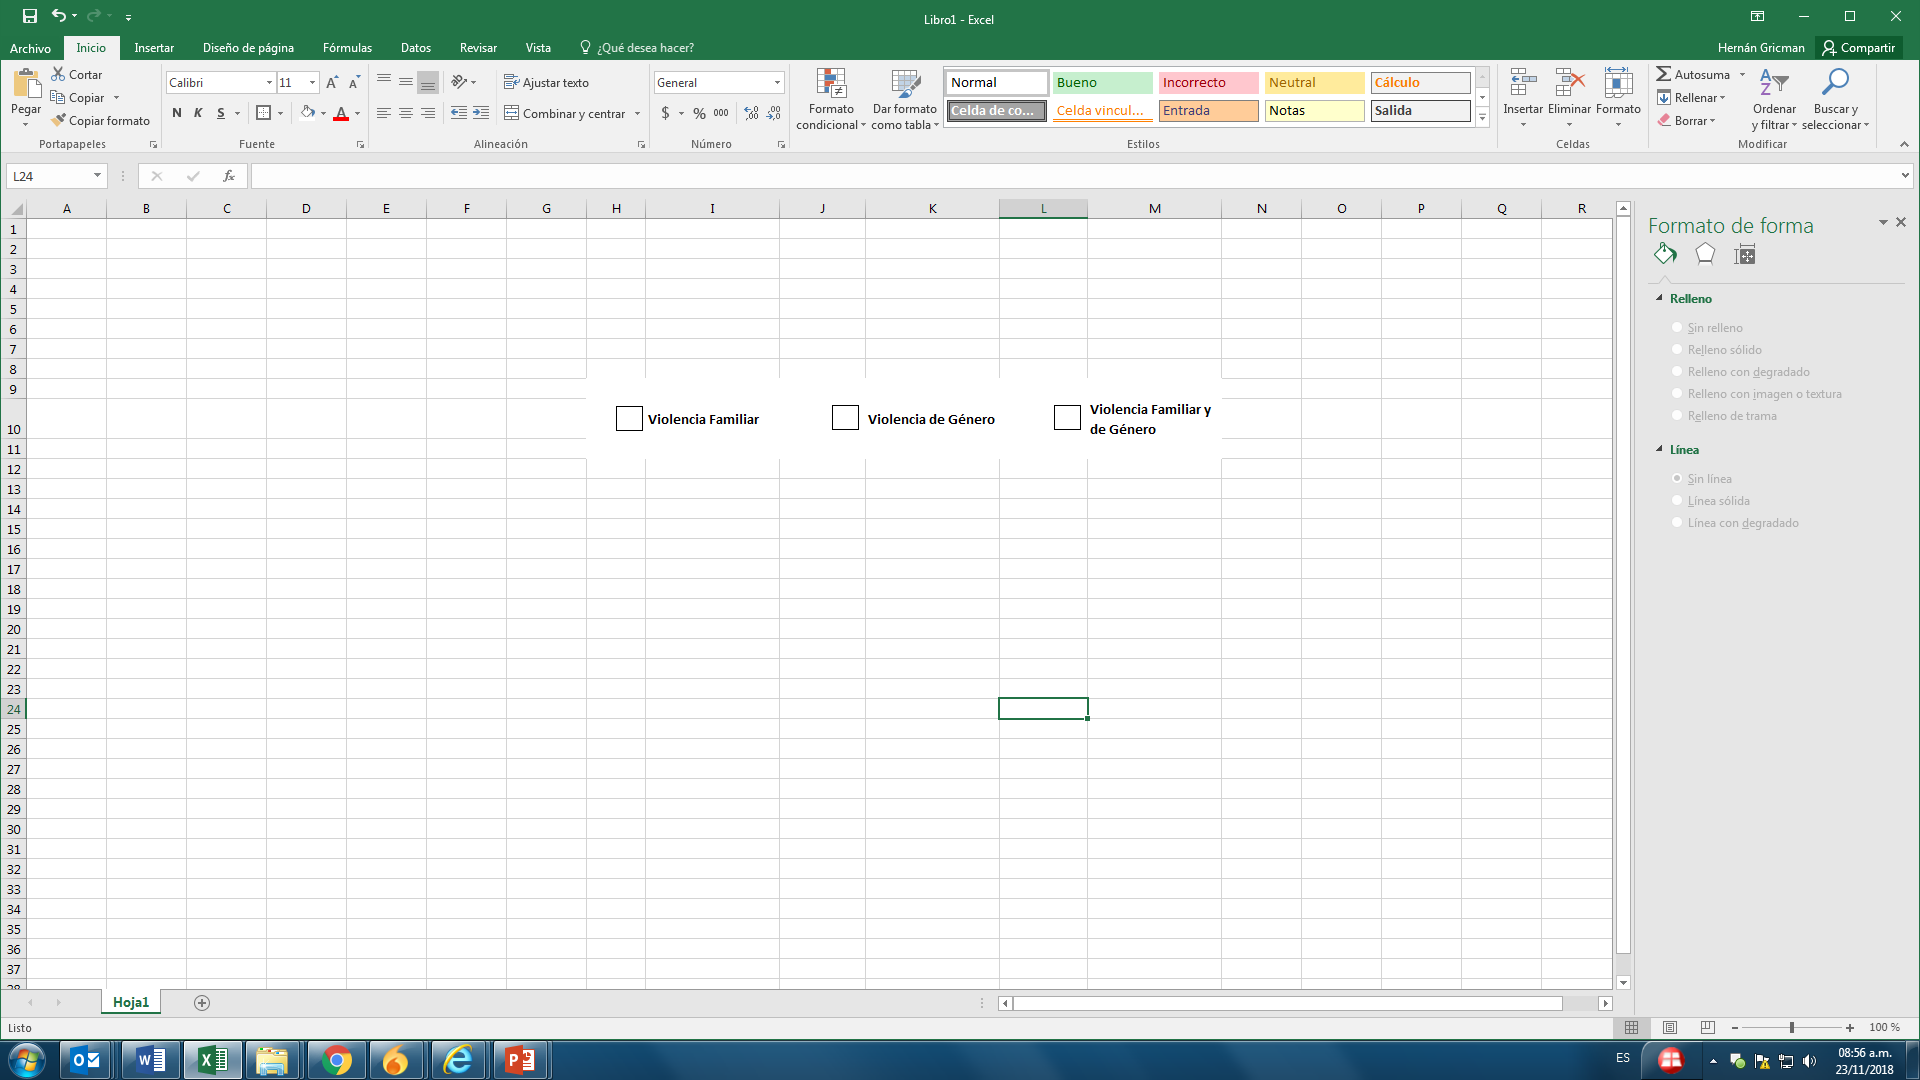 Libro1 - Excel
Archivo Inicio Insertar Diseño de página Fórmulas Datos Revisar Vista ¿Qué desea hacer? Hernán Gricman Compartir
Pegar Cortar Copiar Copiar formato Portapapeles
Calibri 11 N K S Fuente
Ajustar texto Combinar y centrar Alineación
General $ % 000 Número
Formato condicional Dar formato como tabla
Normal Bueno Incorrecto Neutral Cálculo
Celda de co... Celda vincul... Entrada Notas Salida
Estilos
Insertar Eliminar Formato Celdas
Autosuma Rellenar Borrar Ordenar y filtrar Buscar y seleccionar Modificar
L24 fx
A B C D E F G H I J K L M N O P Q R
1
2
3
4
5
6
7
8
9
10
11
12
13
14
15
16
17
18
19
20
21
22
23
24
25
26
27
28
29
30
31
32
33
34
35
36
37
38
Violencia Familiar
Violencia de Género
Violencia Familiar y
de Género
Formato de forma
Relleno
Sin relleno
Relleno sólido
Relleno con degradado
Relleno con imagen o textura
Relleno de trama
Línea
Sin línea
Línea sólida
Línea con degradado
Hoja1
Listo 100 %
ES 08:56 a.m.
23/11/2018